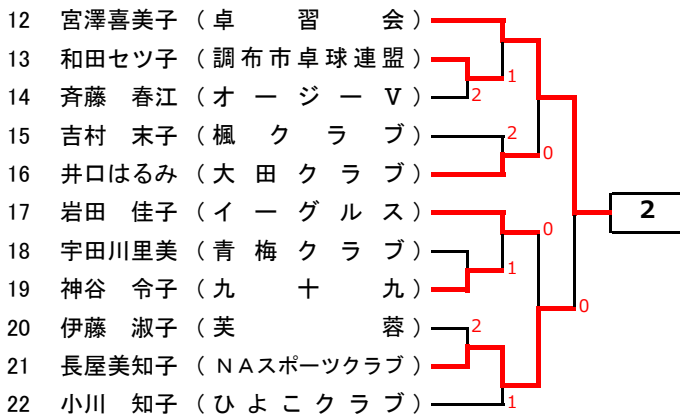 12 宮澤喜美子 (卓習会)
13 和田セツ子 (調布市卓球連盟)
1
14 斉藤 春江 (オージーV)
2
15 吉村 末子 (楓クラブ)
2
0
16 井口はるみ (大田クラブ)
17 岩田 佳子 (イーグルス)
2
0
18 宇田川里美 (青梅クラブ)
1
19 神谷 令子 (九十九)
0
20 伊藤 淑子 (芙蓉)
2
21 長屋美知子 (NAスポーツクラブ)
22 小川 知子 (ひよこクラブ)
1